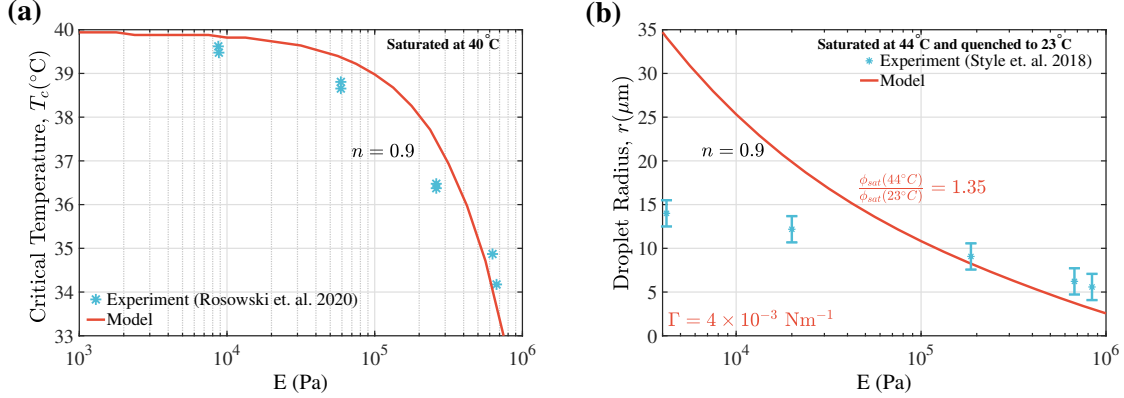 (a)
40
39
38
37
36
35
34
33
Critical Temperature, T_c(°C)
Saturated at 40°C
n = 0.9
Experiment (Rosowski et. al. 2020)
Model
10^3
10^4
10^5
10^6
E (Pa)
(b)
35
30
25
20
15
10
5
0
Droplet Radius, r(μm)
Saturated at 44°C and quenched to 23°C
Experiment (Style et. al. 2018)
Model
n = 0.9
ϕ_sat(44°C)
ϕ_sat(23°C) = 1.35
Γ = 4 × 10^−3 Nm^−1
10^4
10^5
10^6
E (Pa)